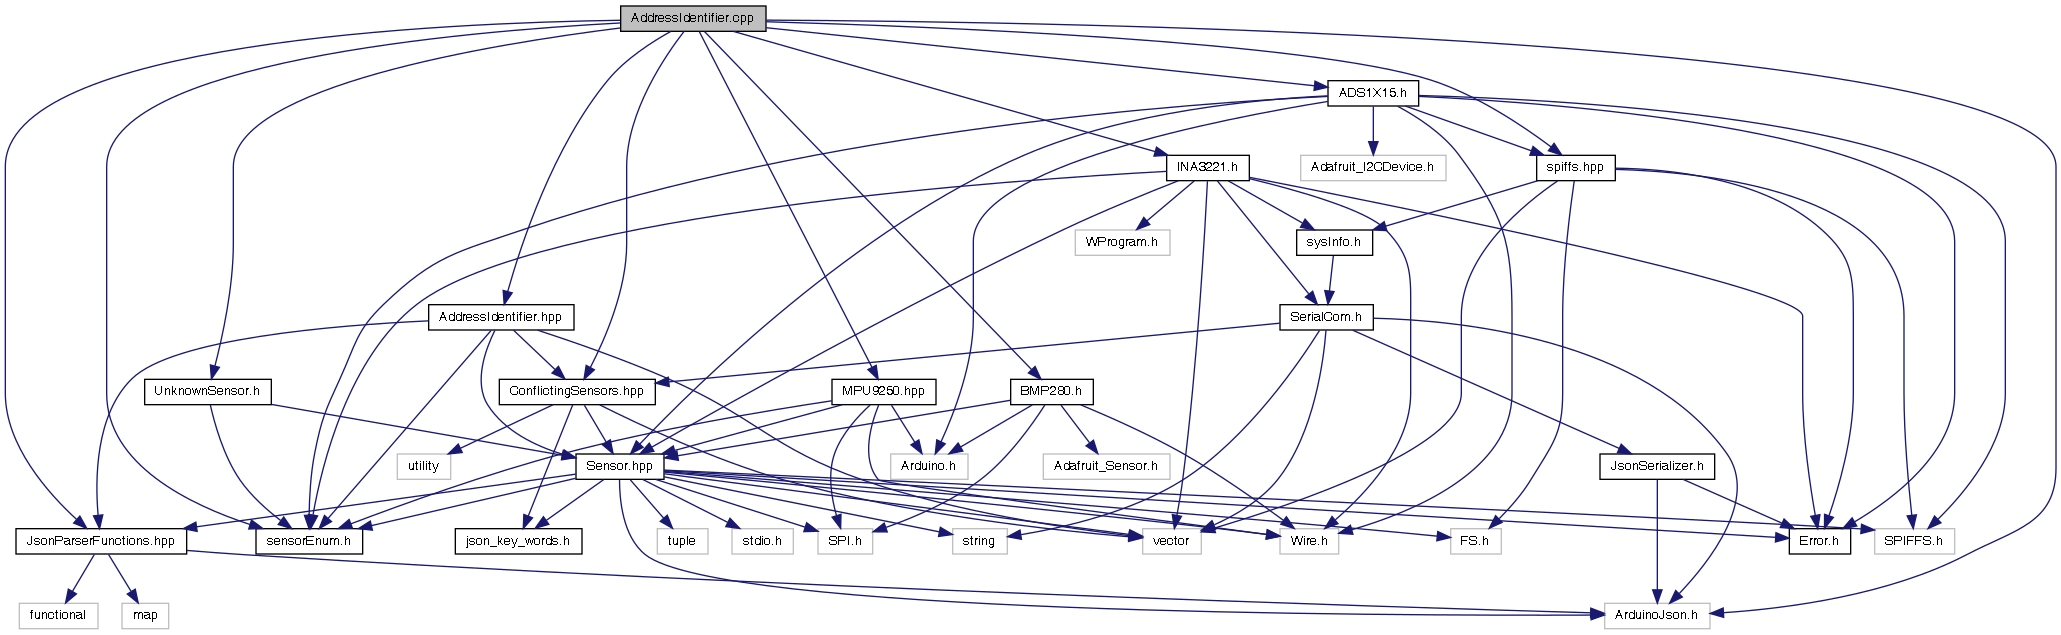 AddressIdentifier.cpp
ADS1X15.h
INA3221.h
Adafruit_I2CDevice.h
spiffs.hpp
WProgram.h
sysInfo.h
AddressIdentifier.hpp
SerialCom.h
UnknownSensor.h
ConflictingSensors.hpp
MPU9250.hpp
BMP280.h
utility
Sensor.hpp
Arduino.h
Adafruit_Sensor.h
JsonSerializer.h
JsonParserFunctions.hpp
sensorEnum.h
json_key_words.h
tuple
stdio.h
SPI.h
string
vector
Wire.h
FS.h
Error.h
SPIFFS.h
functional
map
ArduinoJson.h